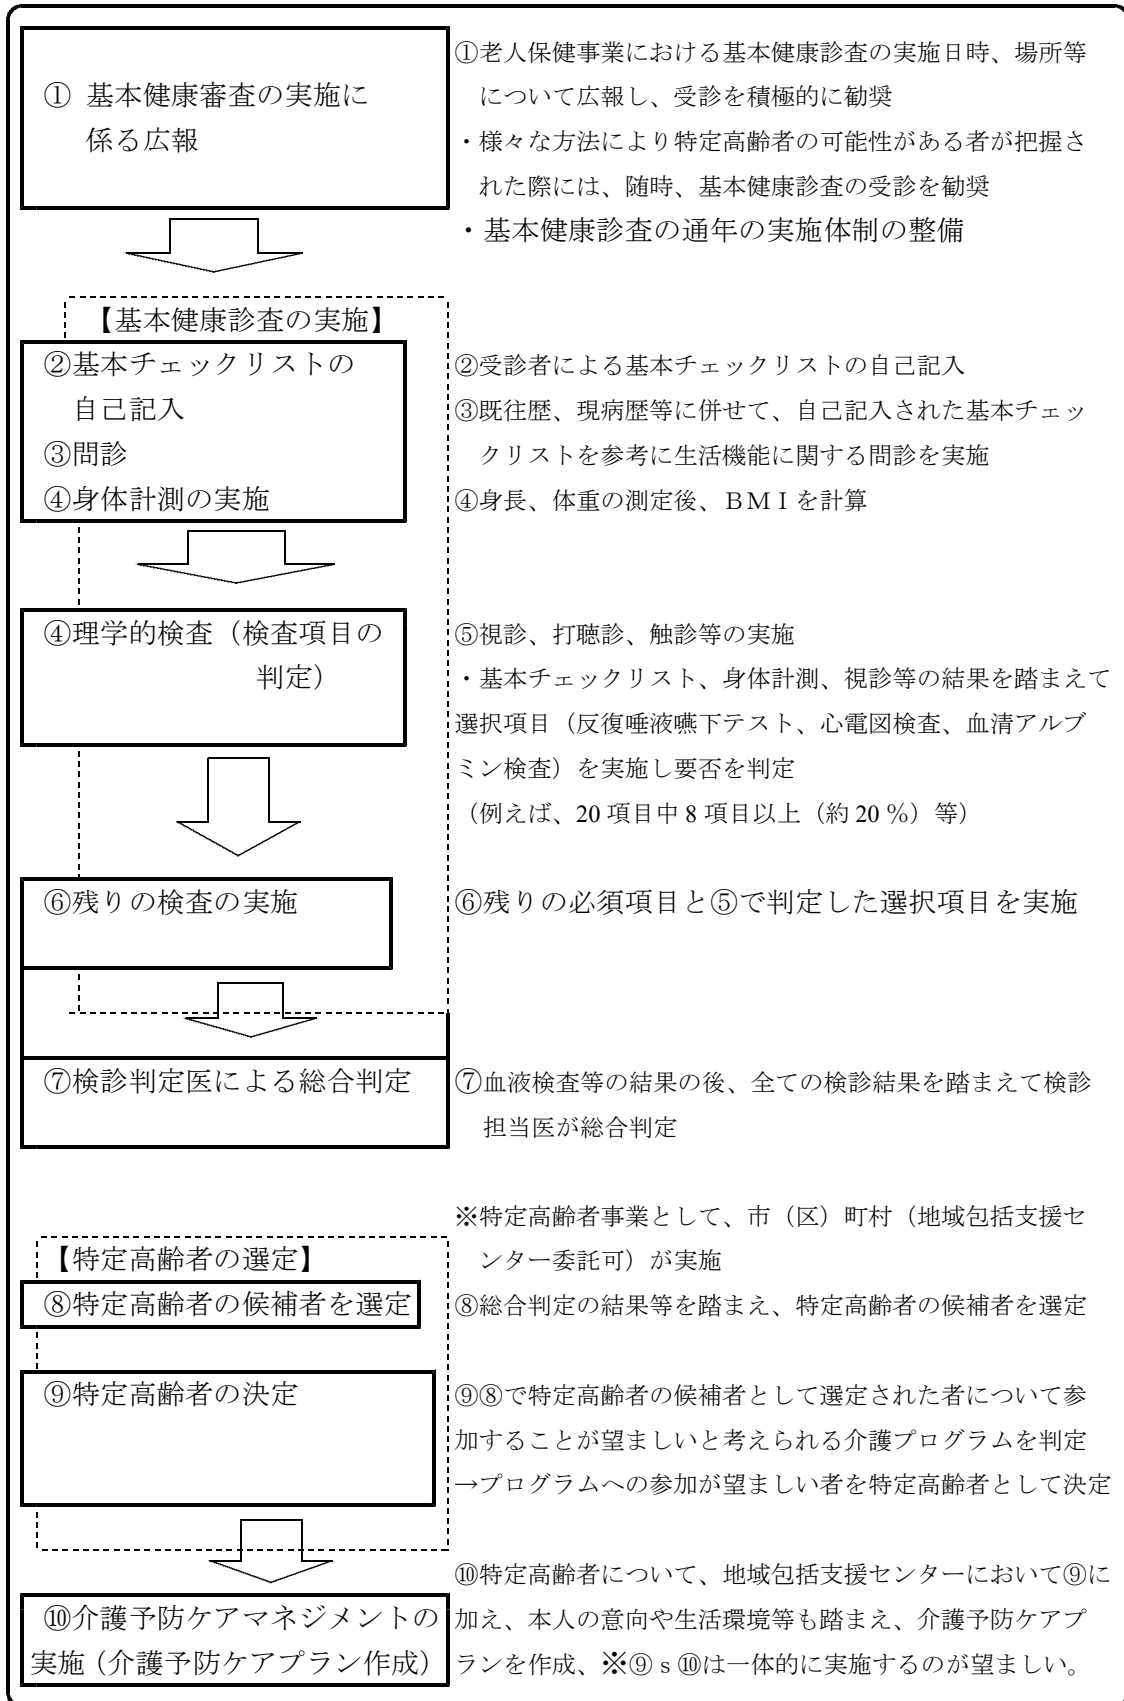 ① 基本健康審査の実施に
係る広報
①老人保健事業における基本健康診査の実施日時、場所等
について広報し、受診を積極的に勧奨
・様々な方法により特定高齢者の可能性がある者が把握さ
れた際には、随時、基本健康診査の受診を勧奨
・基本健康診査の通年の実施体制の整備
【基本健康診査の実施】
②基本チェックリストの
自己記入
③問診
④身体計測の実施
②受診者による基本チェックリストの自己記入
③既往歴、現病歴等に併せて、自己記入された基本チェッ
クリストを参考に生活機能に関する問診を実施
④身長、体重の測定後、ＢＭＩを計算
④理学的検査（検査項目の
判定）
⑤視診、打聴診、触診等の実施
・基本チェックリスト、身体計測、視診等の結果を踏まえて
選択項目（反復唾液嚥下テスト、心電図検査、血清アルブ
ミン検査）を実施し要否を判定
（例えば、20 項目中 8 項目以上（約 20 ％）等）
⑥残りの検査の実施
⑥残りの必須項目と⑤で判定した選択項目を実施
⑦検診判定医による総合判定
⑦血液検査等の結果の後、全ての検診結果を踏まえて検診
担当医が総合判定
※特定高齢者事業として、市（区）町村（地域包括支援セ
ンター委託可）が実施
【特定高齢者の選定】
⑧特定高齢者の候補者を選定
⑧総合判定の結果等を踏まえ、特定高齢者の候補者を選定
⑨特定高齢者の決定
⑨⑧で特定高齢者の候補者として選定された者について参
加することが望ましいと考えられる介護プログラムを判定
→プログラムへの参加が望ましい者を特定高齢者として決定
⑩介護予防ケアマネジメントの
実施（介護予防ケアプラン作成）
⑩特定高齢者について、地域包括支援センターにおいて⑨に
加え、本人の意向や生活環境等も踏まえ、介護予防ケアプ
ランを作成、※⑨ｓ⑩は一体的に実施するのが望ましい。